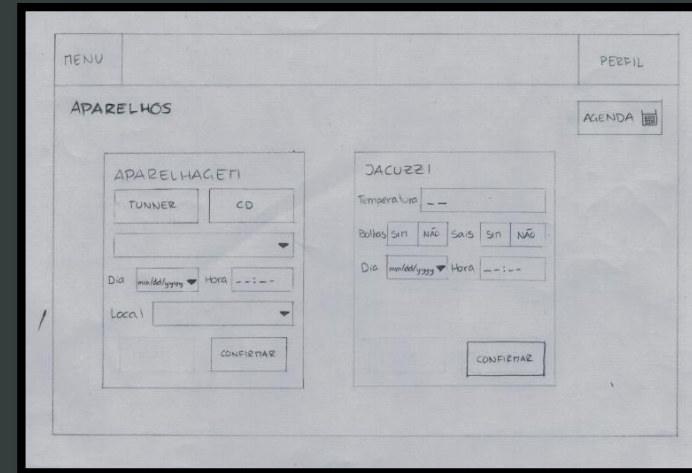 MENU PERFIL
APARELHOS
AGENDA
APARELHAGEM
TUNNER CD
Dia mm/dd/yyyy Hora --:--
Local
CONFIRMAR
JACUZZI
Temperatura --
Bolhas SIM NÃO Sais SIM NÃO
Dia mm/dd/yyyy Hora --:--
CONFIRMAR